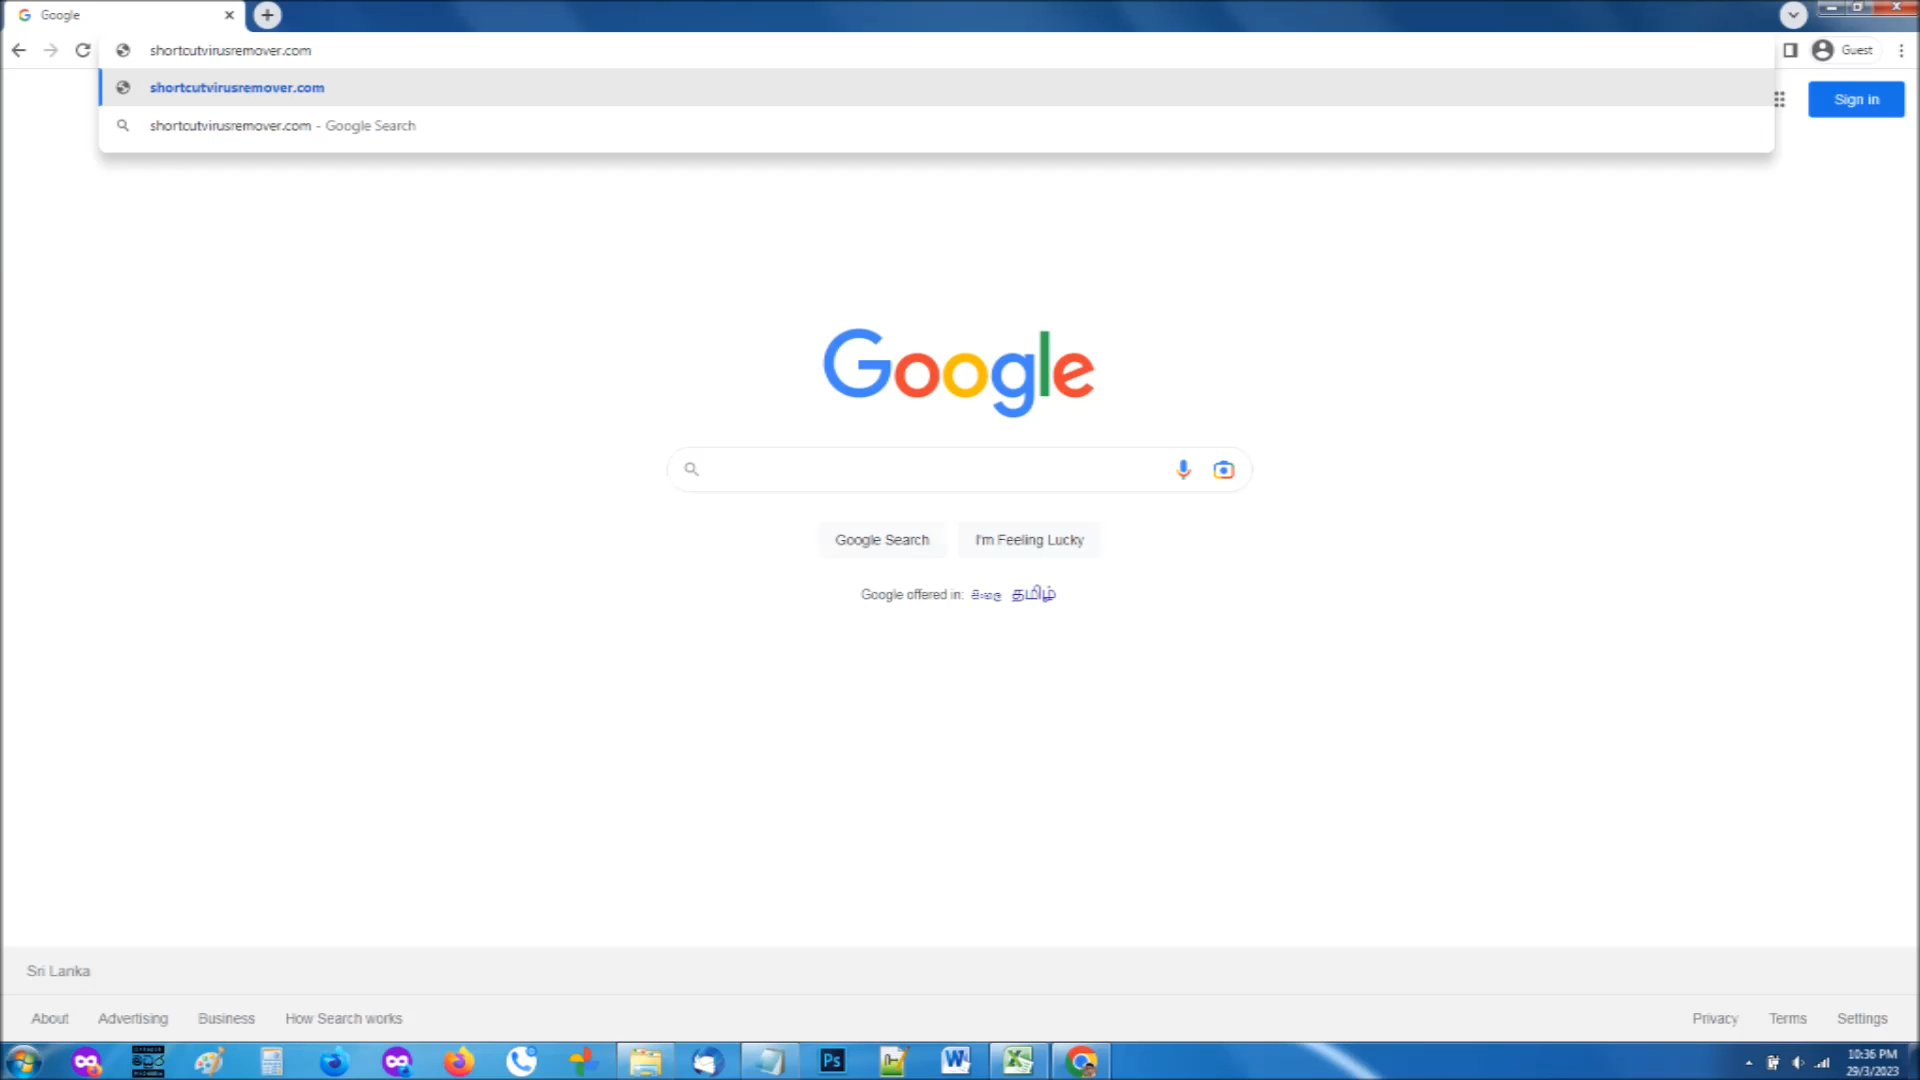 Google
shortcutvirusremover.com
Guest
shortcutvirusremover.com
shortcutvirusremover.com - Google Search
Sign in
Google
Google Search
I'm Feeling Lucky
Google offered in: සිංහල தமிழ்
Sri Lanka
About
Advertising
Business
How Search works
Privacy
Terms
Settings
Ps
W
10:36 PM
29/3/2023